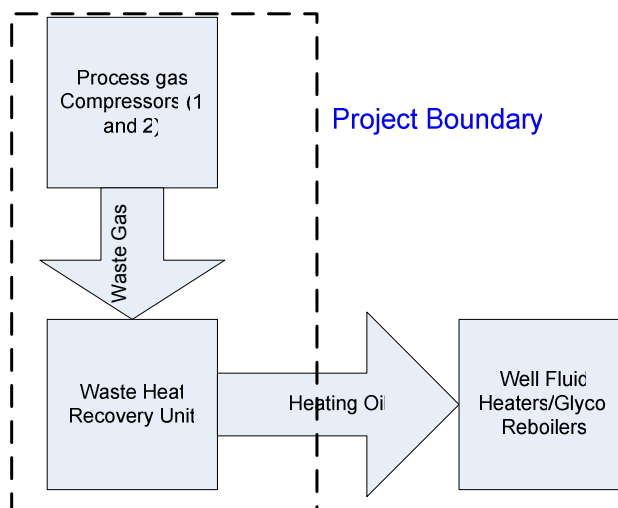 Process gas
Compressors (1
and 2)
Project Boundary
Waste Gas
Waste Heat
Recovery Unit
Heating Oil
Well Fluid
Heaters/Glyco
Reboilers